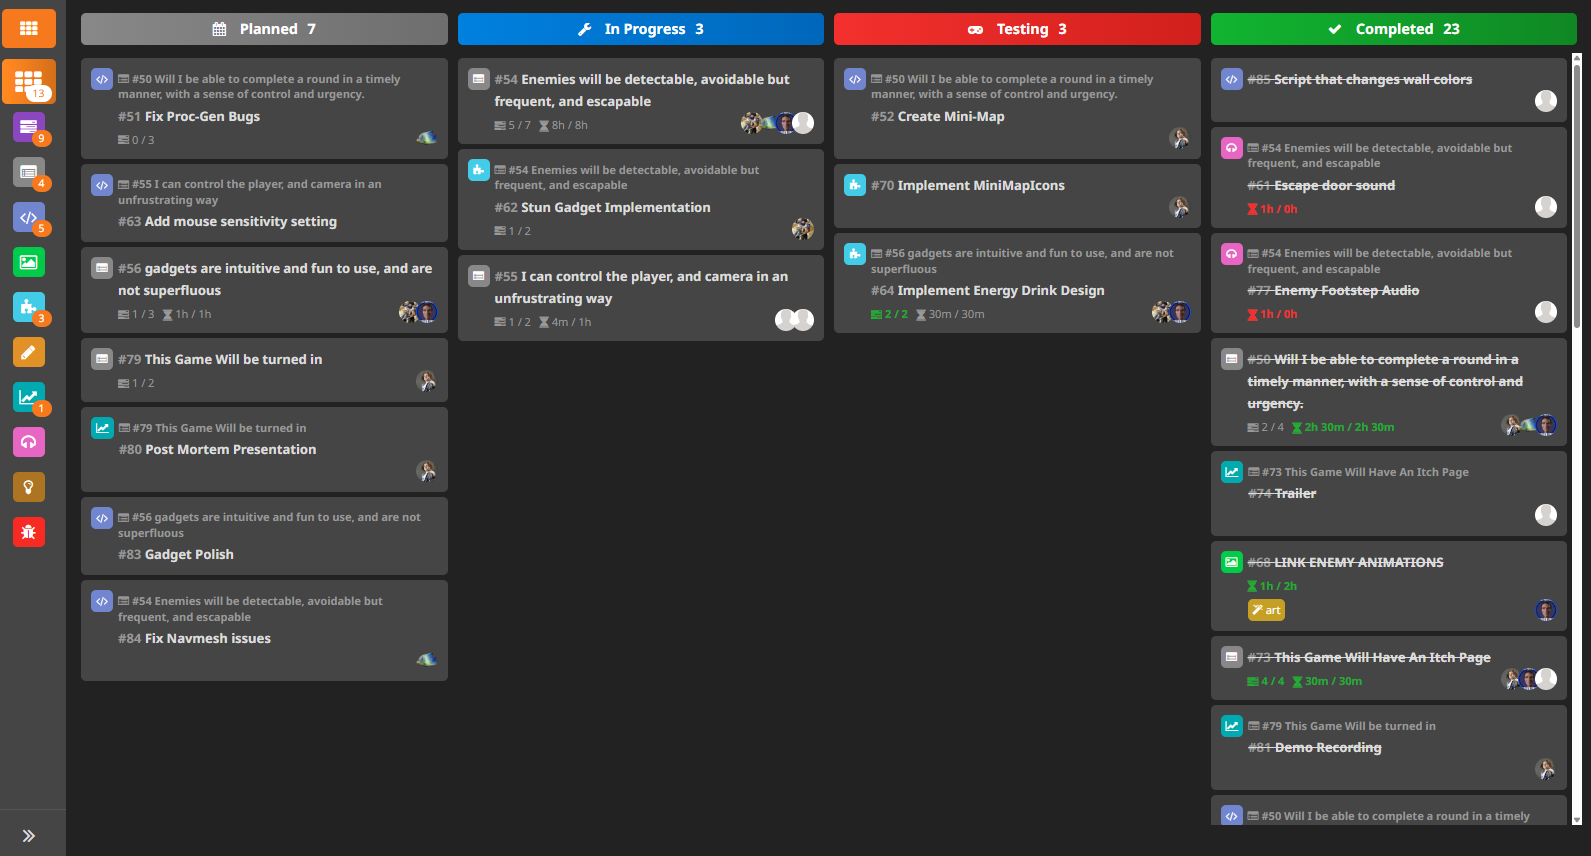 13
9
4
5
3
1
Planned 7
#50 Will I be able to complete a round in a timely
manner, with a sense of control and urgency.
#51 Fix Proc-Gen Bugs
0 / 3
#55 I can control the player, and camera in an
unfrustrating way
#63 Add mouse sensitivity setting
#56 gadgets are intuitive and fun to use, and are
not superfluous
1 / 3 1h / 1h
#79 This Game Will be turned in
1 / 2
#79 This Game Will be turned in
#80 Post Mortem Presentation
#56 gadgets are intuitive and fun to use, and are not
superfluous
#83 Gadget Polish
#54 Enemies will be detectable, avoidable but
frequent, and escapable
#84 Fix Navmesh issues
In Progress 3
#54 Enemies will be detectable, avoidable but
frequent, and escapable
5 / 7 8h / 8h
#54 Enemies will be detectable, avoidable but
frequent, and escapable
#62 Stun Gadget Implementation
1 / 2
#55 I can control the player, and camera in an
unfrustrating way
1 / 2 4m / 1h
Testing 3
#50 Will I be able to complete a round in a timely
manner, with a sense of control and urgency.
#52 Create Mini-Map
#70 Implement MiniMapIcons
#56 gadgets are intuitive and fun to use, and are not
superfluous
#64 Implement Energy Drink Design
2 / 2 30m / 30m
Completed 23
#85 Script that changes wall colors
#54 Enemies will be detectable, avoidable but
frequent, and escapable
#61 Escape door sound
1h / 0h
#54 Enemies will be detectable, avoidable but
frequent, and escapable
#77 Enemy Footstep Audio
1h / 0h
#50 Will I be able to complete a round in a
timely manner, with a sense of control and
urgency.
2 / 4 2h 30m / 2h 30m
#73 This Game Will Have An Itch Page
#74 Trailer
#68 LINK ENEMY ANIMATIONS
1h / 2h
art
#73 This Game Will Have An Itch Page
4 / 4 30m / 30m
#79 This Game Will be turned in
#81 Demo Recording
#50 Will I be able to complete a round in a timely